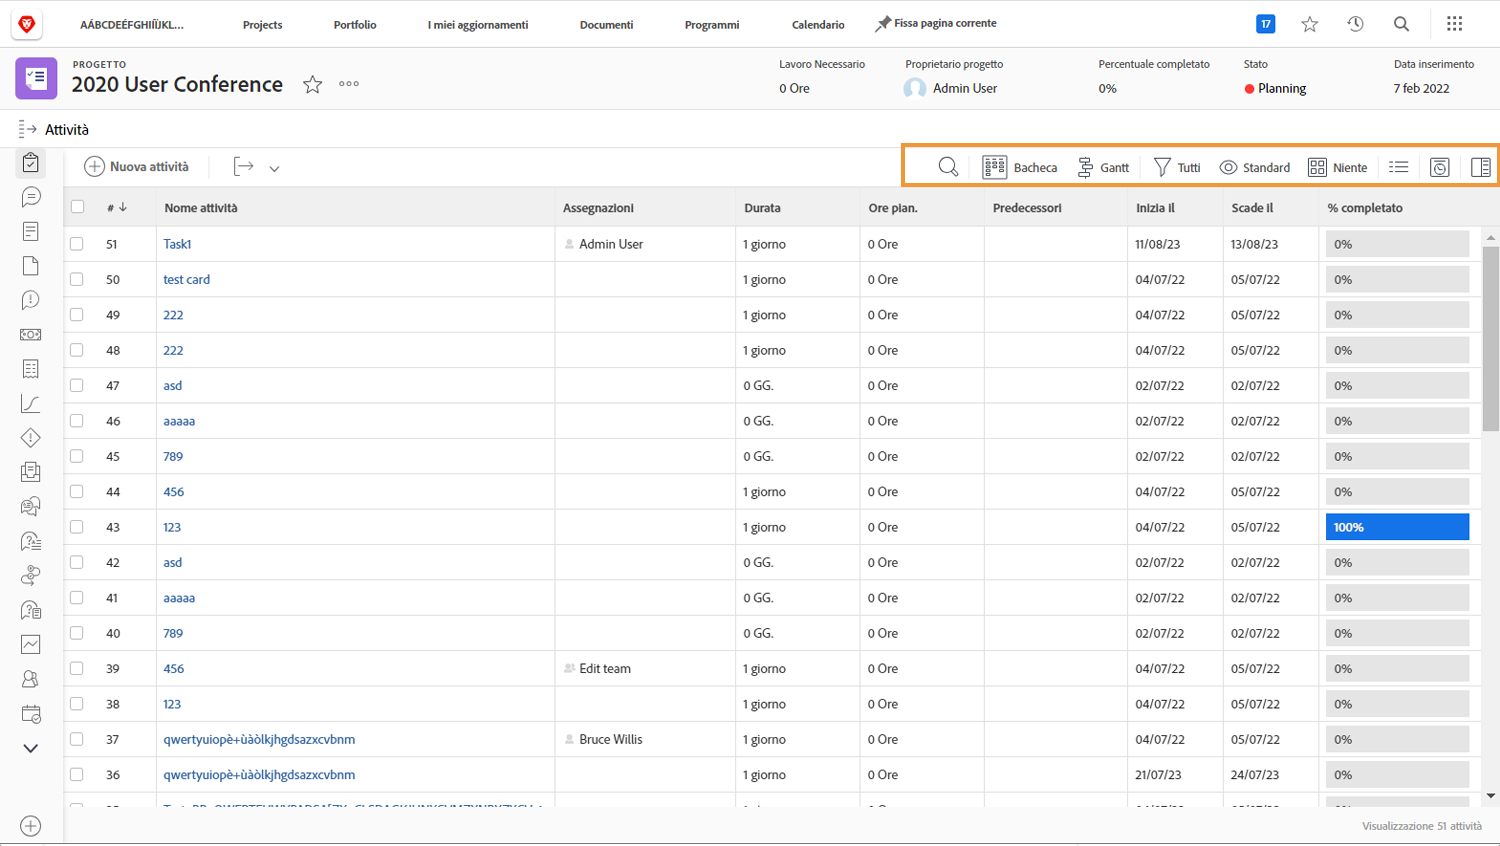 AÁBCDEÉFGHIÍÏJKL... Projects Portfolio I miei aggiornamenti Documenti Programmi Calendario Fissa pagina corrente 17
PROGETTO
2020 User Conference
Lavoro Necessario Proprietario progetto Percentuale completato Stato Data inserimento
0 Ore Admin User 0% Planning 7 feb 2022
Attività
Nuova attività Bacheca Gantt Tutti Standard Niente
# Nome attività Assegnazioni Durata Ore pian. Predecessori Inizia il Scade il % completato
51 Task1 Admin User 1 giorno 0 Ore 11/08/23 13/08/23 0%
50 test card 1 giorno 0 Ore 04/07/22 05/07/22 0%
49 222 1 giorno 0 Ore 04/07/22 05/07/22 0%
48 222 1 giorno 0 Ore 04/07/22 05/07/22 0%
47 asd 0 GG. 0 Ore 02/07/22 02/07/22 0%
46 aaaaa 0 GG. 0 Ore 02/07/22 02/07/22 0%
45 789 0 GG. 0 Ore 02/07/22 02/07/22 0%
44 456 1 giorno 0 Ore 04/07/22 05/07/22 0%
43 123 1 giorno 0 Ore 04/07/22 05/07/22 100%
42 asd 0 GG. 0 Ore 02/07/22 02/07/22 0%
41 aaaaa 0 GG. 0 Ore 02/07/22 02/07/22 0%
40 789 0 GG. 0 Ore 02/07/22 02/07/22 0%
39 456 Edit team 1 giorno 0 Ore 04/07/22 05/07/22 0%
38 123 1 giorno 0 Ore 04/07/22 05/07/22 0%
37 qwertyuiopè+ùàòlkjhgdsazxcvbnm Bruce Willis 1 giorno 0 Ore 04/07/22 05/07/22 0%
36 qwertyuiopè+ùàòlkjhgdsazxcvbnm 1 giorno 0 Ore 21/07/23 24/07/23 0%
Visualizzazione 51 attività